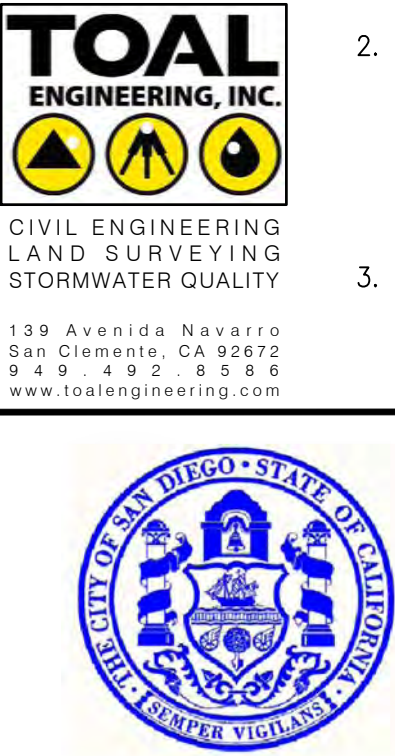 TOAL
ENGINEERING, INC.
2.
CIVIL ENGINEERING
LAND SURVEYING
STORMWATER QUALITY
3.
139 Avenida Navarro
San Clemente, CA 92672
949.492.8586
www.toalengineering.com
THE CITY OF SAN DIEGO • STATE OF CALIFORNIA
SEMPER VIGILANS